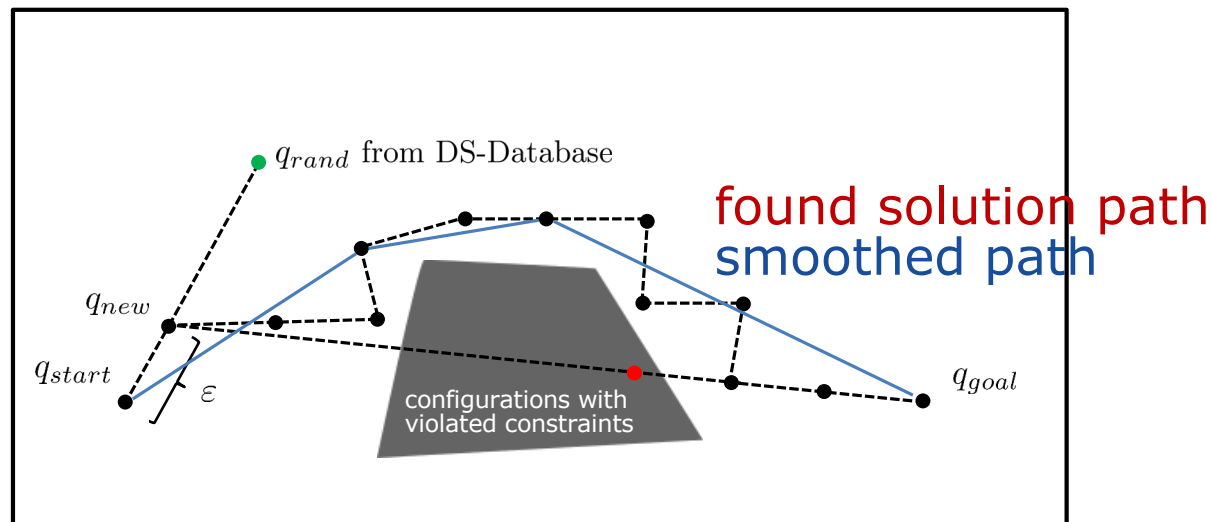 q_rand from DS-Database
found solution path
smoothed path
q_new
q_start
ε
q_goal
configurations with
violated constraints